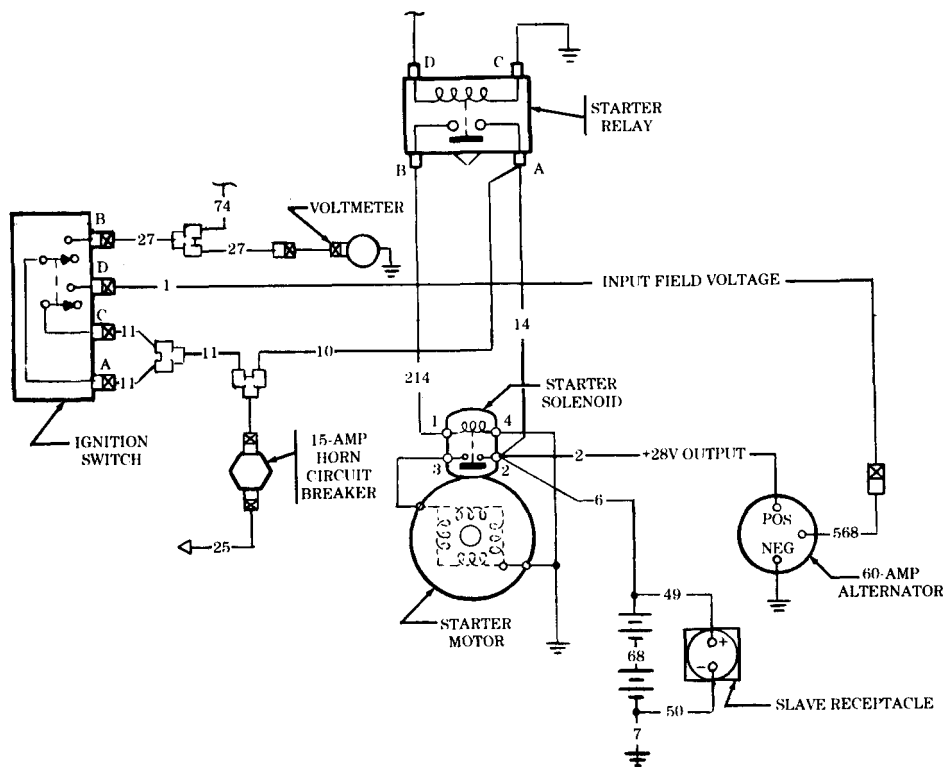 D
C
STARTER
RELAY
B
A
74
VOLTMETER
B
27
27
D
1
INPUT FIELD VOLTAGE
C
11
11
10
14
A
11
214
STARTER
SOLENOID
1
4
IGNITION
SWITCH
15-AMP
HORN
CIRCUIT
BREAKER
3
2
2
+28V OUTPUT
6
POS
568
NEG
25
60-AMP
ALTERNATOR
49
STARTER
MOTOR
+
68
−
SLAVE RECEPTACLE
50
7